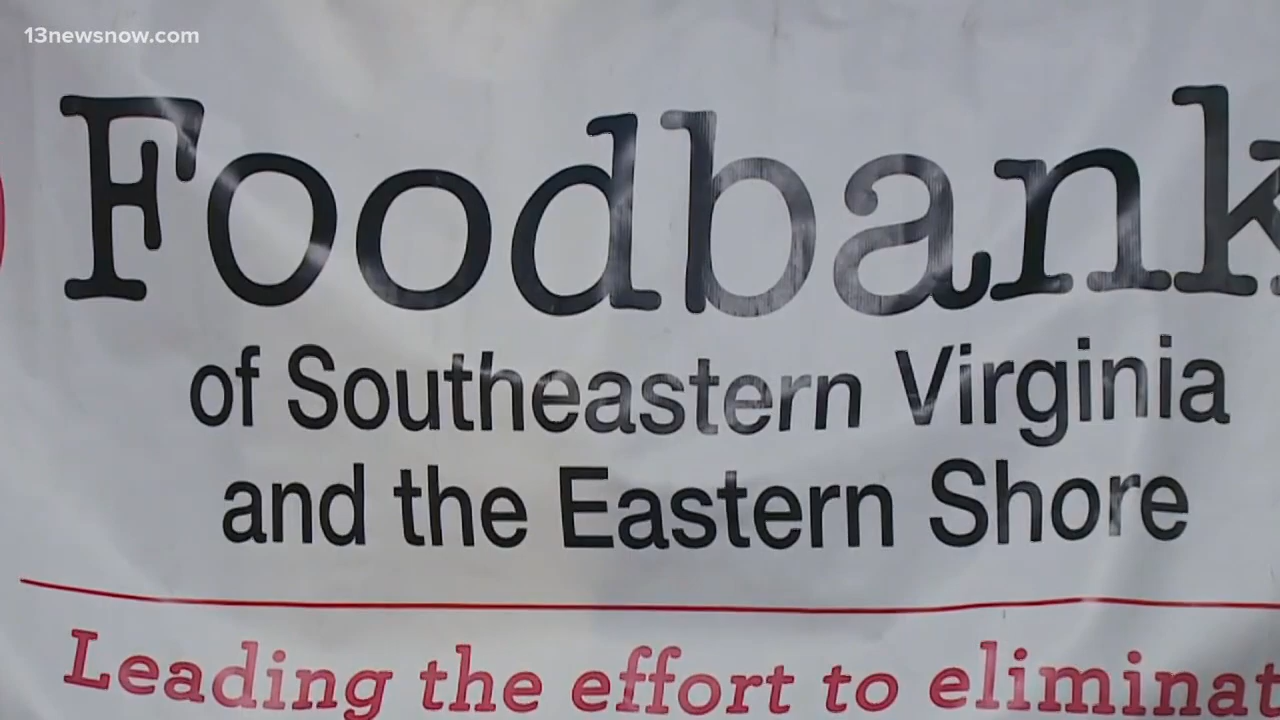 13newsnow.com
Foodbank
of Southeastern Virginia
and the Eastern Shore
Leading the effort to eliminat